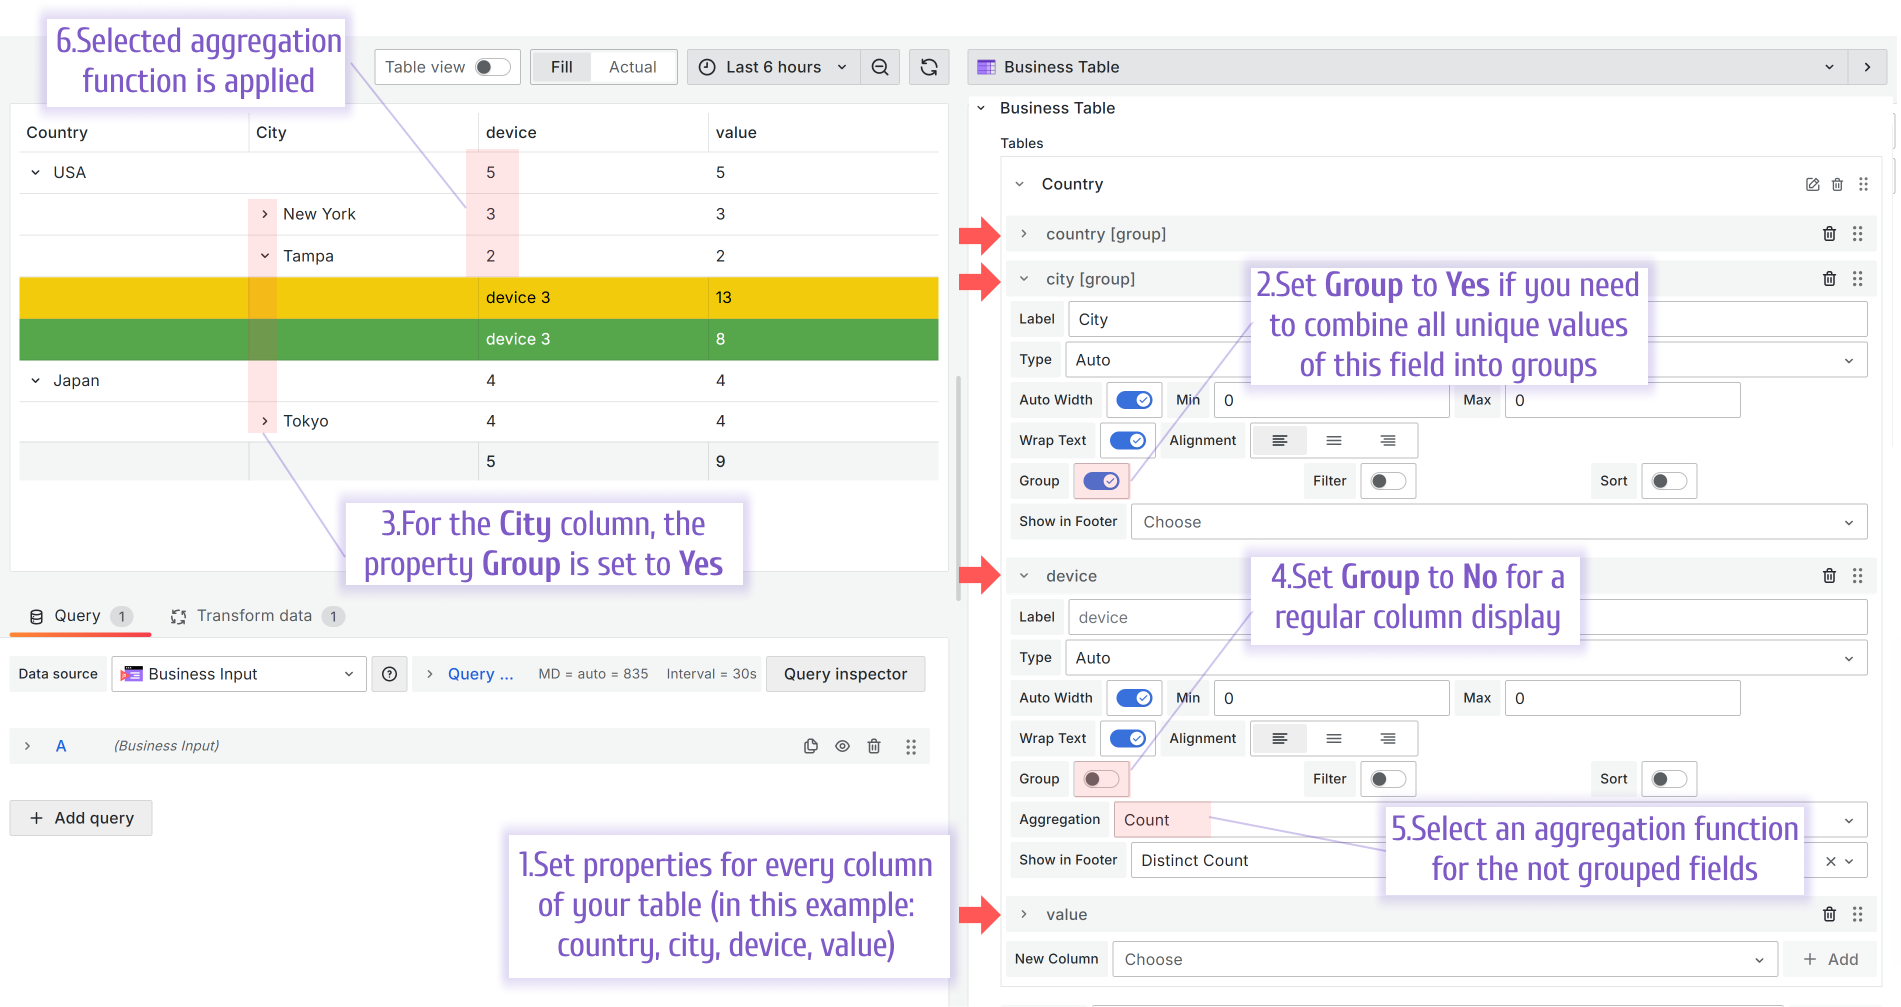 6.Selected aggregation
function is applied
Table view
Fill
Actual
Last 6 hours
Business Table
Country
City
device
value
USA
5
5
New York
3
3
Tampa
2
2
device 3
13
device 3
8
Japan
4
4
Tokyo
4
4
5
9
3.For the City column, the
property Group is set to Yes
Query
1
Transform data
1
Data source
Business Input
Query ...
MD = auto = 835
Interval = 30s
Query inspector
A
(Business Input)
+ Add query
1.Set properties for every column
of your table (in this example:
country, city, device, value)
Business Table
Tables
Country
country [group]
city [group]
2.Set Group to Yes if you need
to combine all unique values
of this field into groups
Label
City
Type
Auto
Auto Width
Min
0
Max
0
Wrap Text
Alignment
Group
Filter
Sort
Show in Footer
Choose
device
4.Set Group to No for a
regular column display
Label
device
Type
Auto
Auto Width
Min
0
Max
0
Wrap Text
Alignment
Group
Filter
Sort
Aggregation
Count
5.Select an aggregation function
for the not grouped fields
Show in Footer
Distinct Count
value
New Column
Choose
+ Add